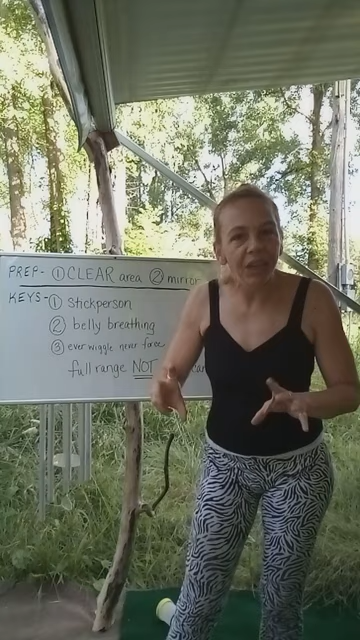 PREP- ① CLEAR area ② mirror
KEYS- ① stickperson
② belly breathing
③ ever wiggle never force
full range NOT